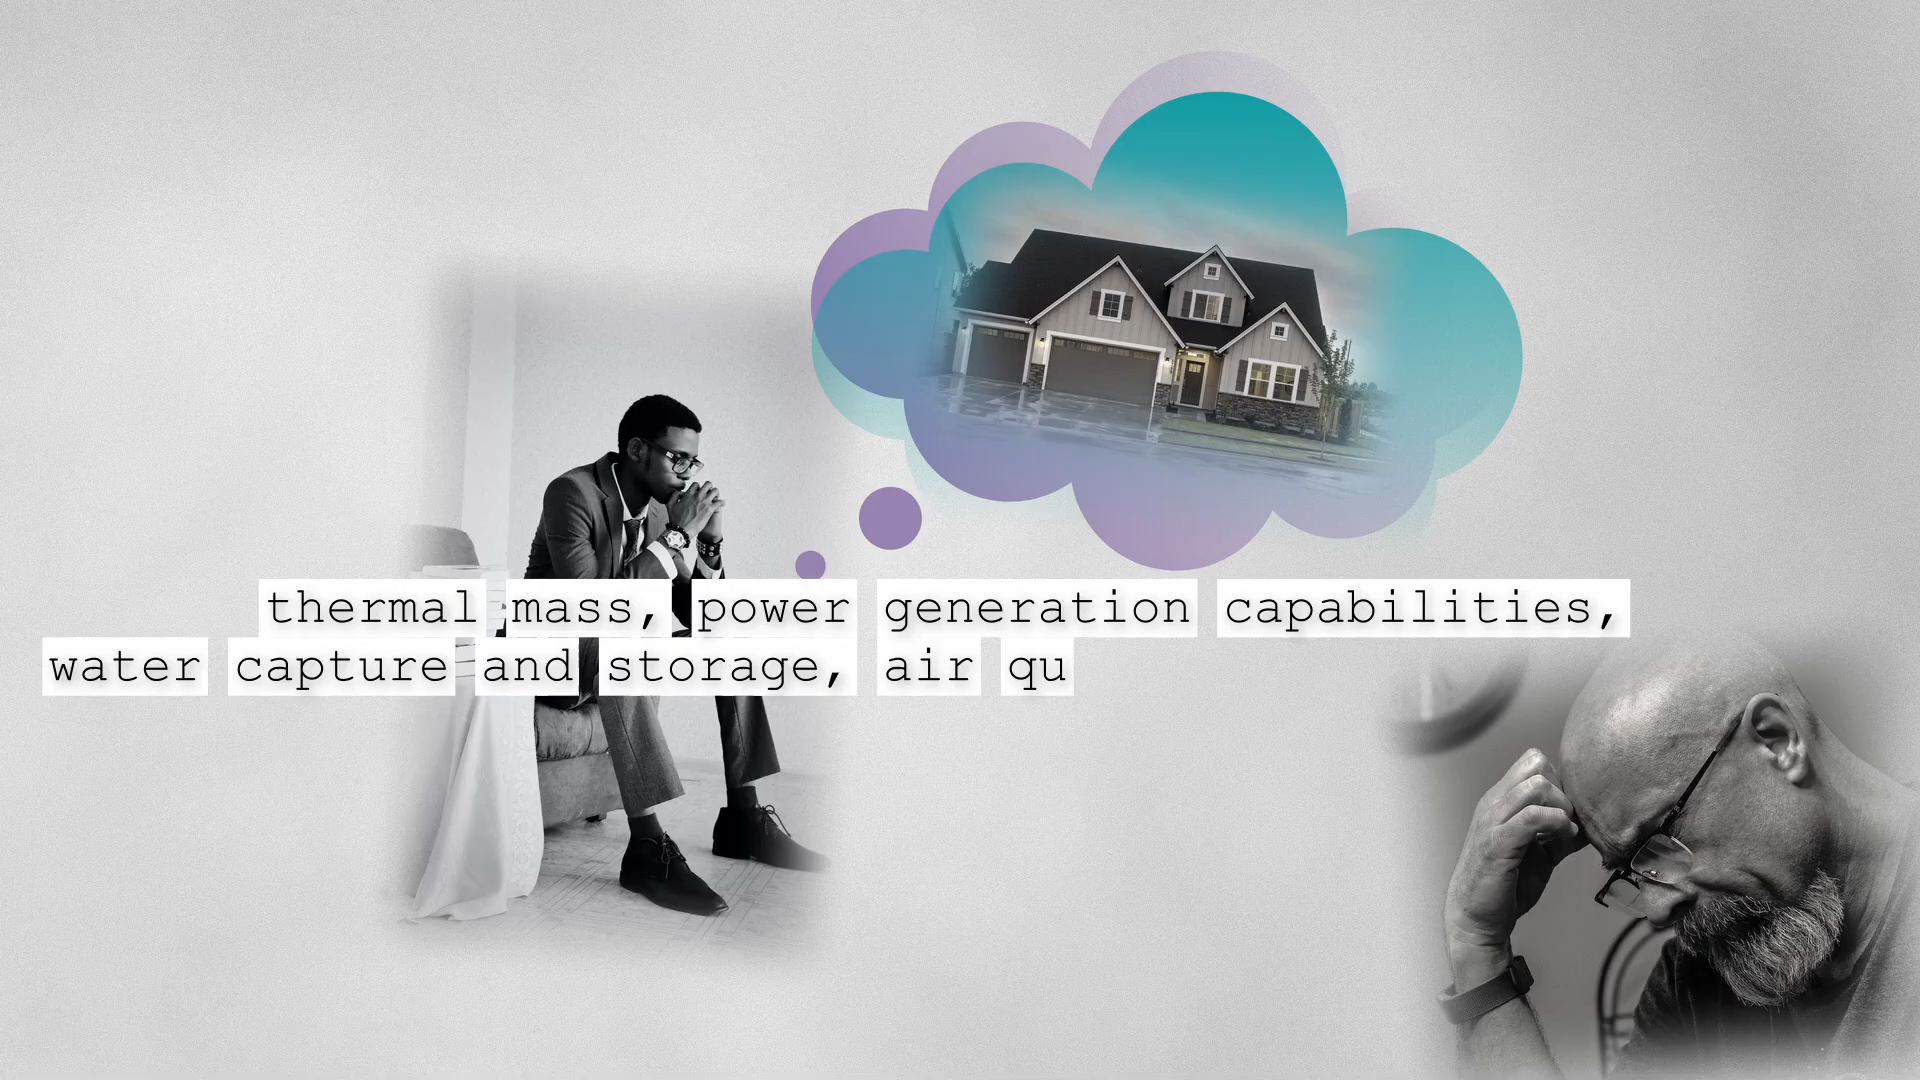 thermal mass, power generation capabilities,
water capture and storage, air qu